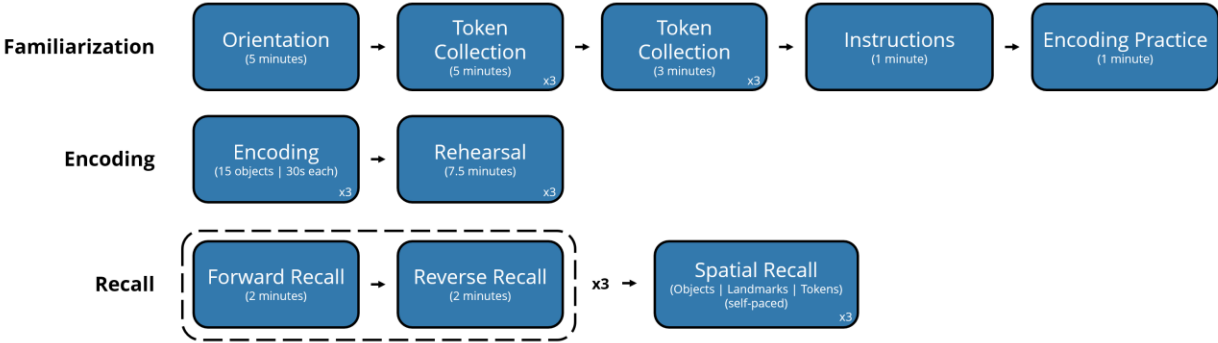 Familiarization
Orientation
(5 minutes)
Token
Collection
(5 minutes)
x3
Token
Collection
(3 minutes)
x3
Instructions
(1 minute)
Encoding Practice
(1 minute)
Encoding
Encoding
(15 objects | 30s each)
x3
Rehearsal
(7.5 minutes)
x3
Recall
Forward Recall
(2 minutes)
Reverse Recall
(2 minutes)
x3
Spatial Recall
(Objects | Landmarks | Tokens)
(self-paced)
x3